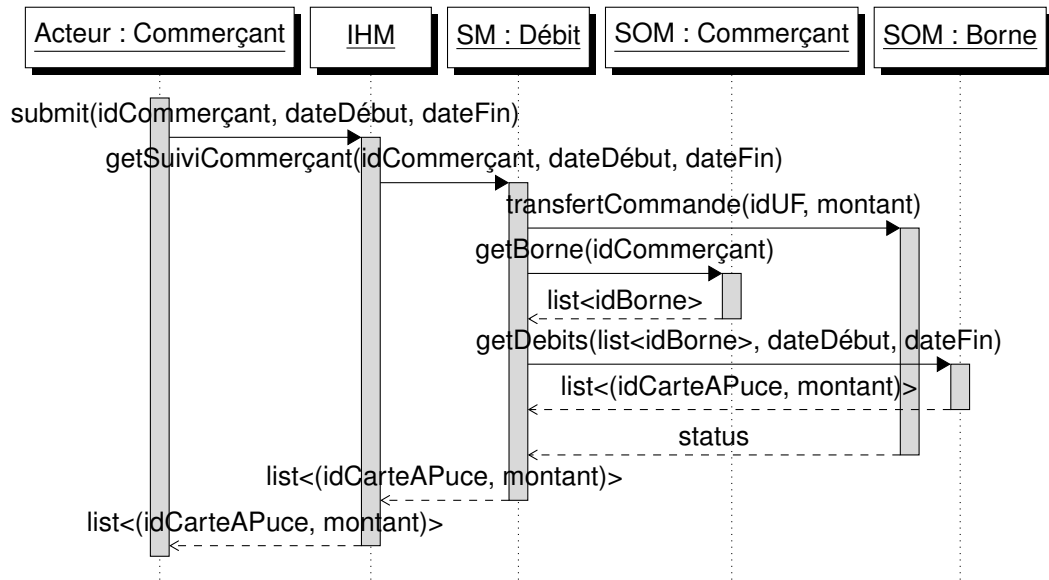 Acteur : Commerçant
IHM
SM : Débit
SOM : Commerçant
SOM : Borne
submit(idCommerçant, dateDébut, dateFin)
getSuiviCommerçant(idCommerçant, dateDébut, dateFin)
transfertCommande(idUF, montant)
getBorne(idCommerçant)
list<idBorne>
getDebits(list<idBorne>, dateDébut, dateFin)
list<(idCarteAPuce, montant)>
status
list<(idCarteAPuce, montant)>
list<(idCarteAPuce, montant)>